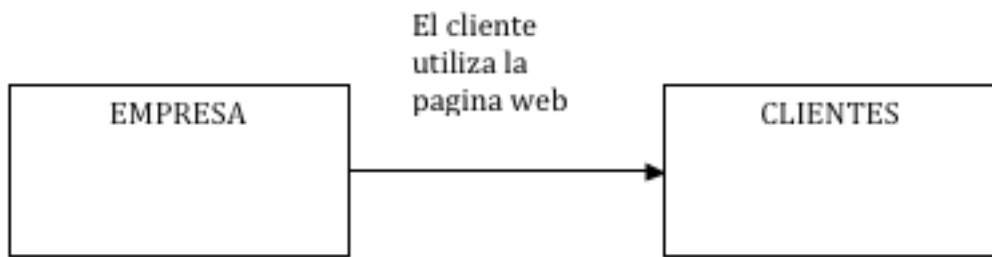 El cliente
utiliza la
pagina web
EMPRESA
CLIENTES